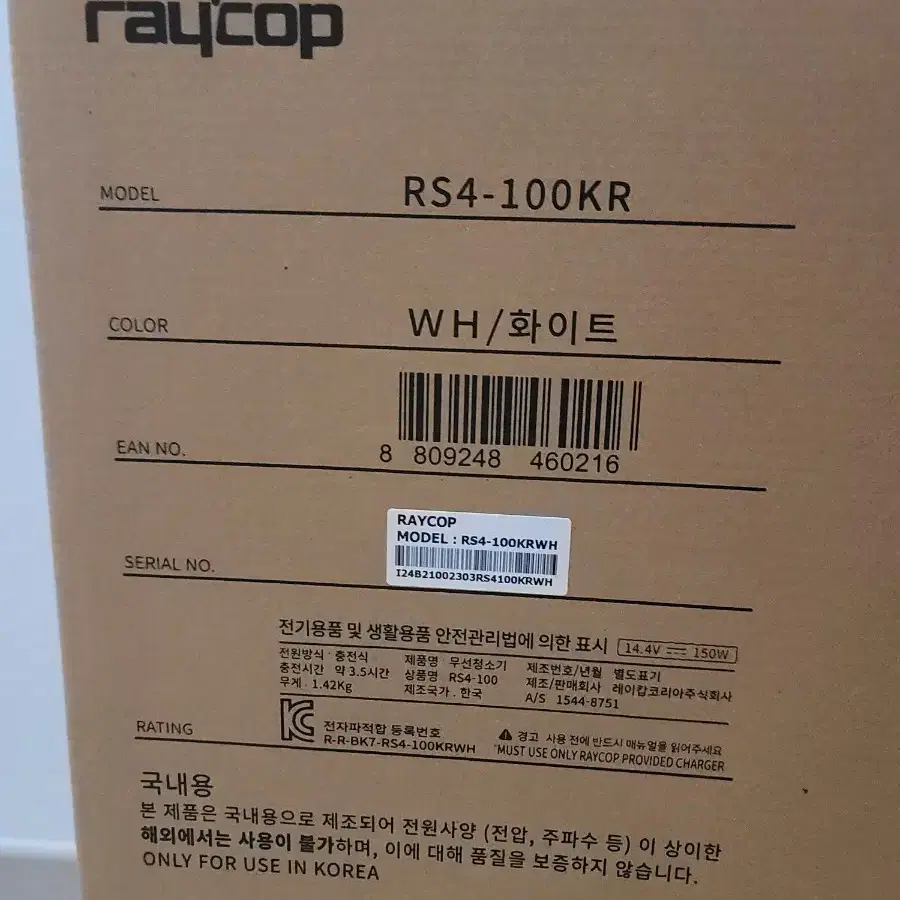 raycop
MODEL RS4-100KR
COLOR WH/화이트
EAN NO. 8 809248 460216
RAYCOP
MODEL : RS4-100KRWH
I24B21002303RS4100KRWH
SERIAL NO.
전기용품 및 생활용품 안전관리법에 의한 표시 14.4V ⎓ 150W
전원방식 : 충전식 제품명 : 무선청소기 제조번호/년월 별도표기
충전시간 약 3.5시간 상품명 RS4-100 제조/판매회사 레이캅코리아주식회사
무게 : 1.42Kg 제조국가 . 한국 A/S 1544-8751
RATING
전자파적합 등록번호
R-R-BK7-RS4-100KRWH
경고 사용 전에 반드시 매뉴얼을 읽어주세요
*MUST USE ONLY RAYCOP PROVIDED CHARGER
국내용
본 제품은 국내용으로 제조되어 전원사양 (전압, 주파수 등) 이 상이한
해외에서는 사용이 불가하며, 이에 대해 품질을 보증하지 않습니다.
ONLY FOR USE IN KOREA